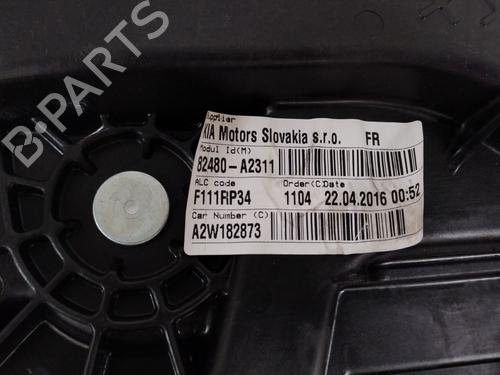 Supplier
KIA Motors Slovakia s.r.o. FR
Modul Id(M)
82480-A2311
ALC code Order(C)Date
F111RP34 1104 22.04.2016 00:52
Car Number (C)
A2W182873
B-PARTS